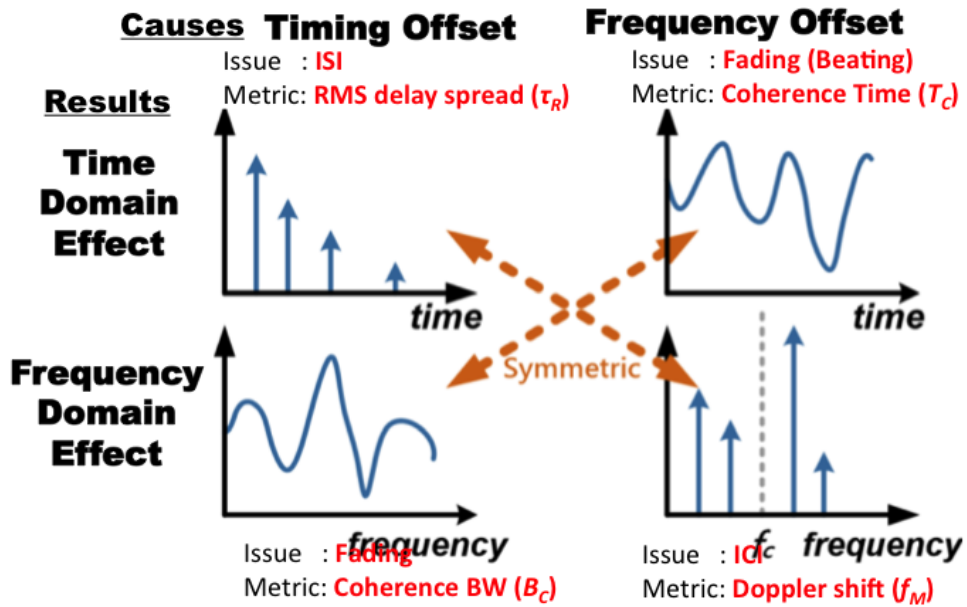 Causes Timing Offset
Issue : ISI
Metric: RMS delay spread (τR)
Frequency Offset
Issue : Fading (Beating)
Metric: Coherence Time (TC)
Results
Time
Domain
Effect
time
time
Symmetric
Frequency
Domain
Effect
frequency
Issue : Fading
Metric: Coherence BW (BC)
fc frequency
Issue : ICI
Metric: Doppler shift (fM)